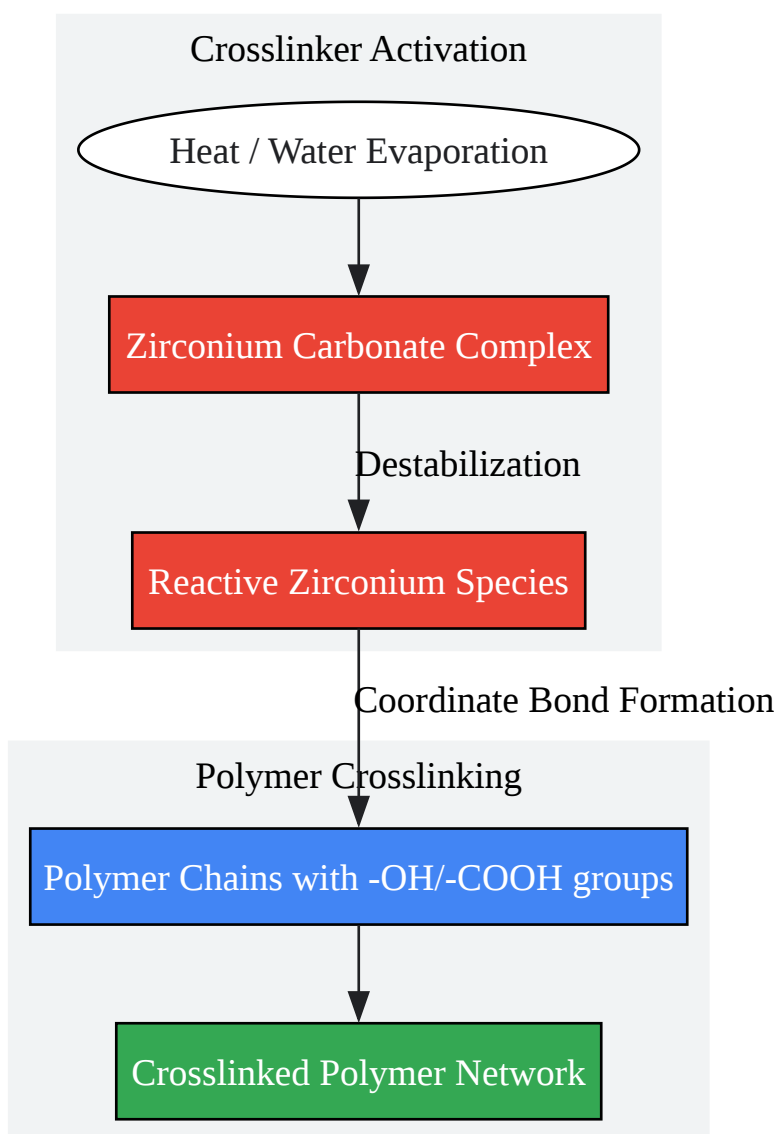 Crosslinker Activation
Heat / Water Evaporation
Zirconium Carbonate Complex
Destabilization
Reactive Zirconium Species
Coordinate Bond Formation
Polymer Crosslinking
Polymer Chains with -OH/-COOH groups
Crosslinked Polymer Network